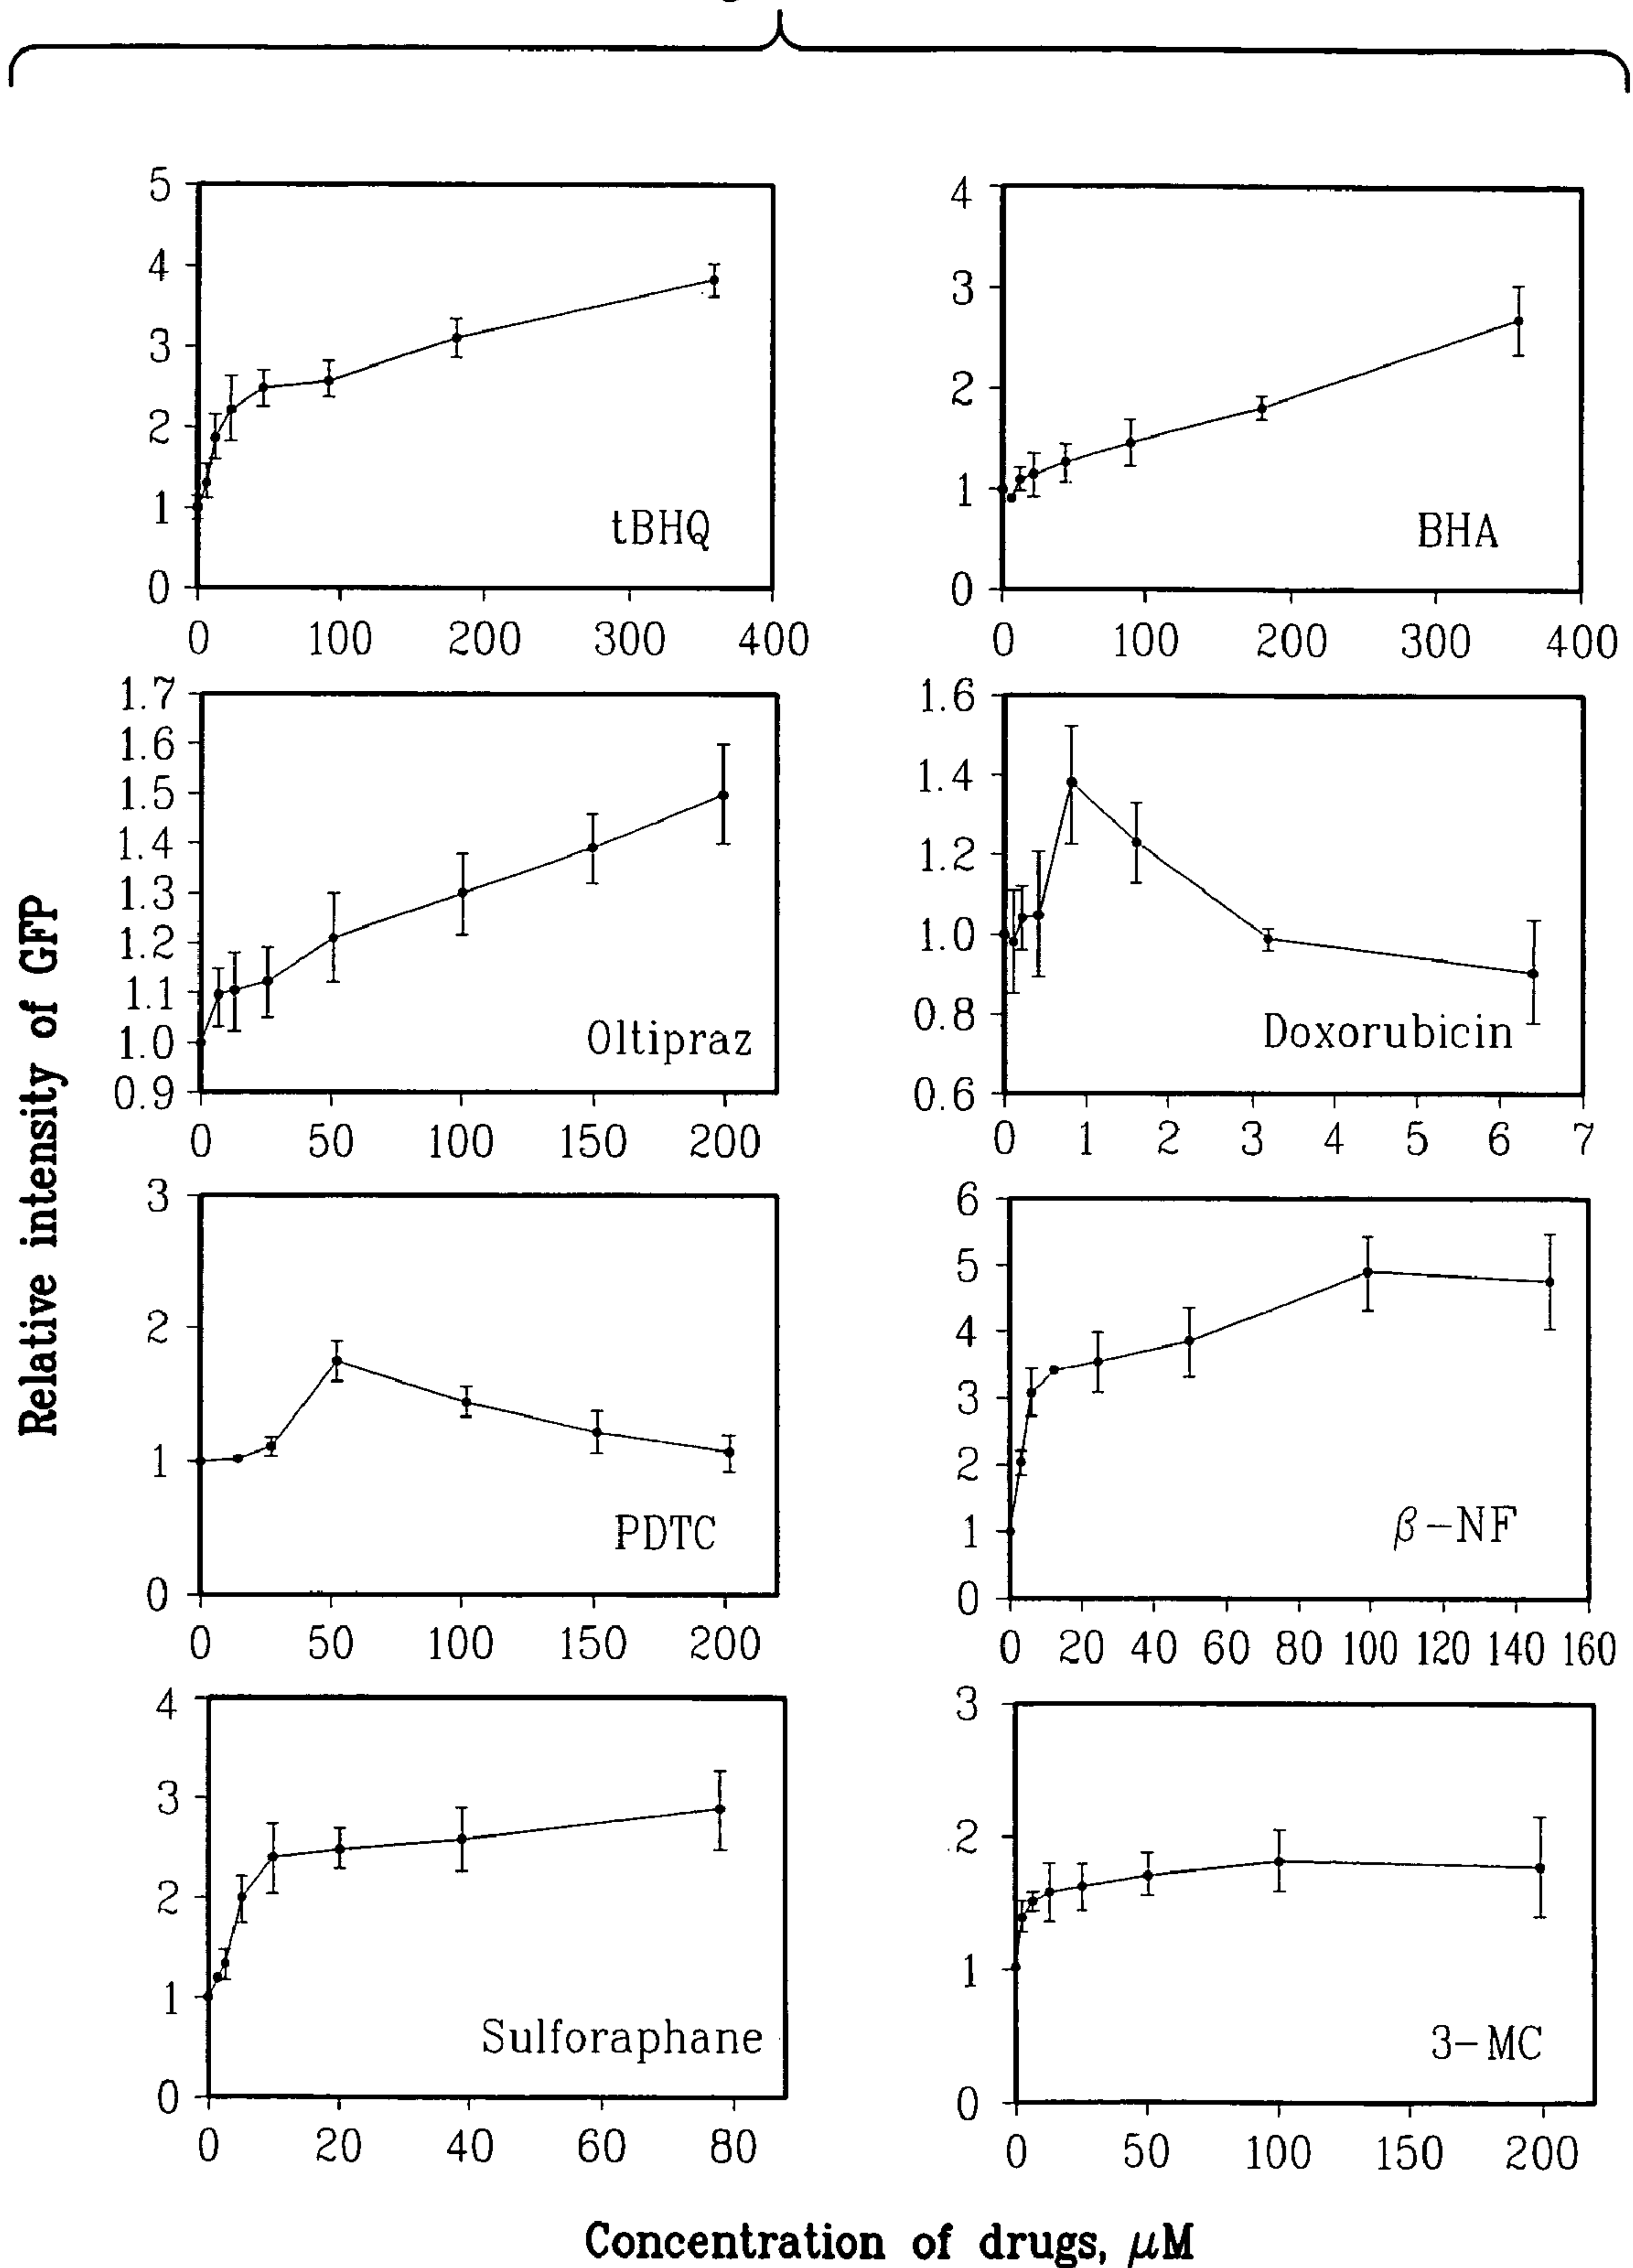 5
4
3
2
1
0
0 100 200 300 400
tBHQ
4
3
2
1
0
0 100 200 300 400
BHA
1.7
1.6
1.5
1.4
1.3
1.2
1.1
1.0
0.9
0 50 100 150 200
Oltipraz
1.6
1.4
1.2
1.0
0.8
0.6
0 1 2 3 4 5 6 7
Doxorubicin
3
2
1
0
0 50 100 150 200
PDTC
6
5
4
3
2
1
0
0 20 40 60 80 100 120 140 160
β-NF
4
3
2
1
0
0 20 40 60 80
Sulforaphane
3
2
1
0
0 50 100 150 200
3-MC
Relative intensity of GFP
Concentration of drugs, μM